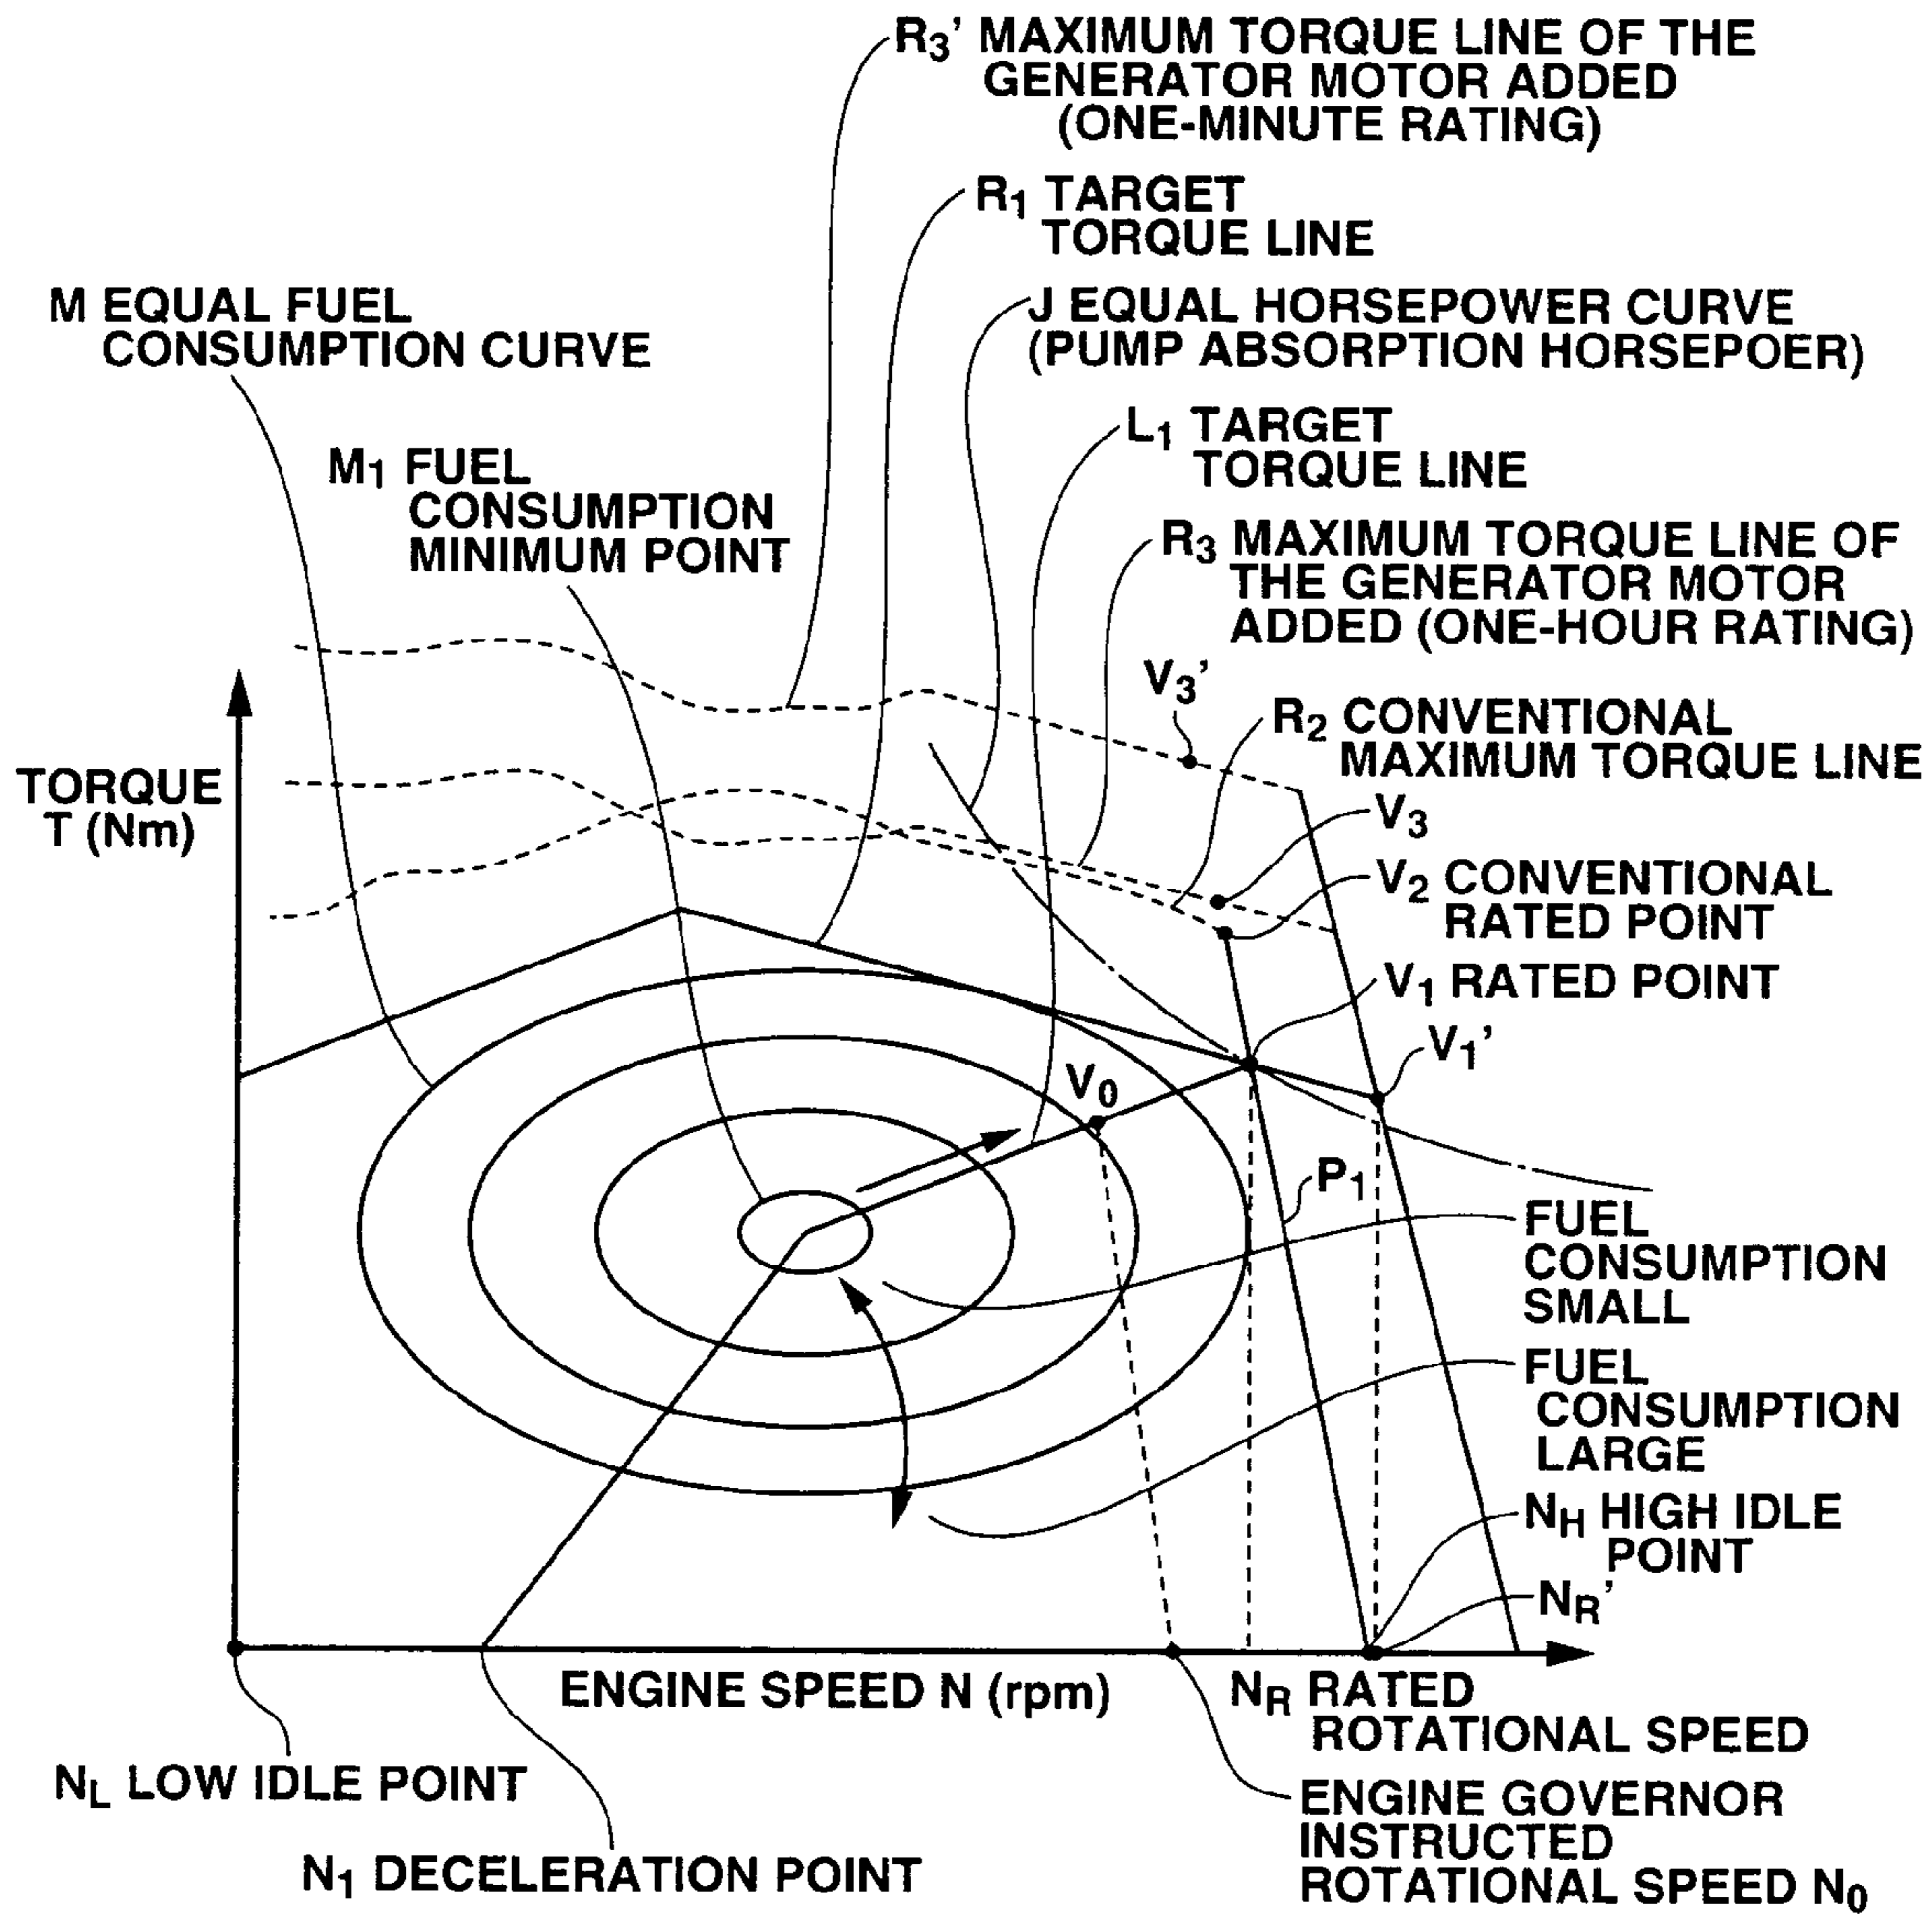 R3' MAXIMUM TORQUE LINE OF THE
GENERATOR MOTOR ADDED
(ONE-MINUTE RATING)
R1 TARGET
TORQUE LINE
M EQUAL FUEL
CONSUMPTION CURVE
J EQUAL HORSEPOWER CURVE
(PUMP ABSORPTION HORSEPOER)
L1 TARGET
TORQUE LINE
M1 FUEL
CONSUMPTION
MINIMUM POINT
R3 MAXIMUM TORQUE LINE OF
THE GENERATOR MOTOR
ADDED (ONE-HOUR RATING)
V3'
R2 CONVENTIONAL
MAXIMUM TORQUE LINE
TORQUE
T (Nm)
V3
V2 CONVENTIONAL
RATED POINT
V1 RATED POINT
V1'
V0
P1
FUEL
CONSUMPTION
SMALL
FUEL
CONSUMPTION
LARGE
NH HIGH IDLE
POINT
NR'
ENGINE SPEED N (rpm)
NR RATED
ROTATIONAL SPEED
NL LOW IDLE POINT
ENGINE GOVERNOR
INSTRUCTED
ROTATIONAL SPEED N0
N1 DECELERATION POINT